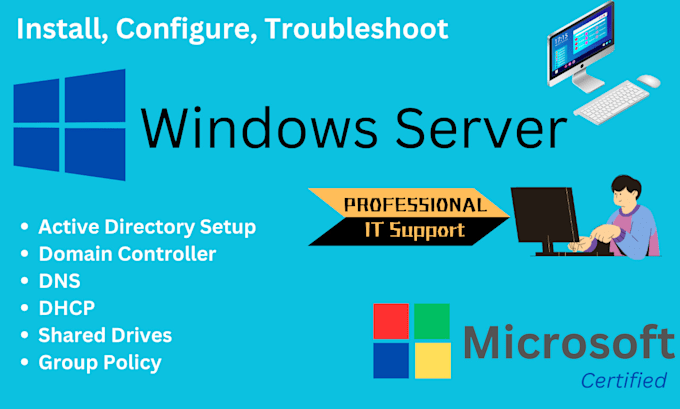 Install, Configure, Troubleshoot
Windows Server
PROFESSIONAL
IT Support
• Active Directory Setup
• Domain Controller
• DNS
• DHCP
• Shared Drives
• Group Policy
Microsoft
Certified